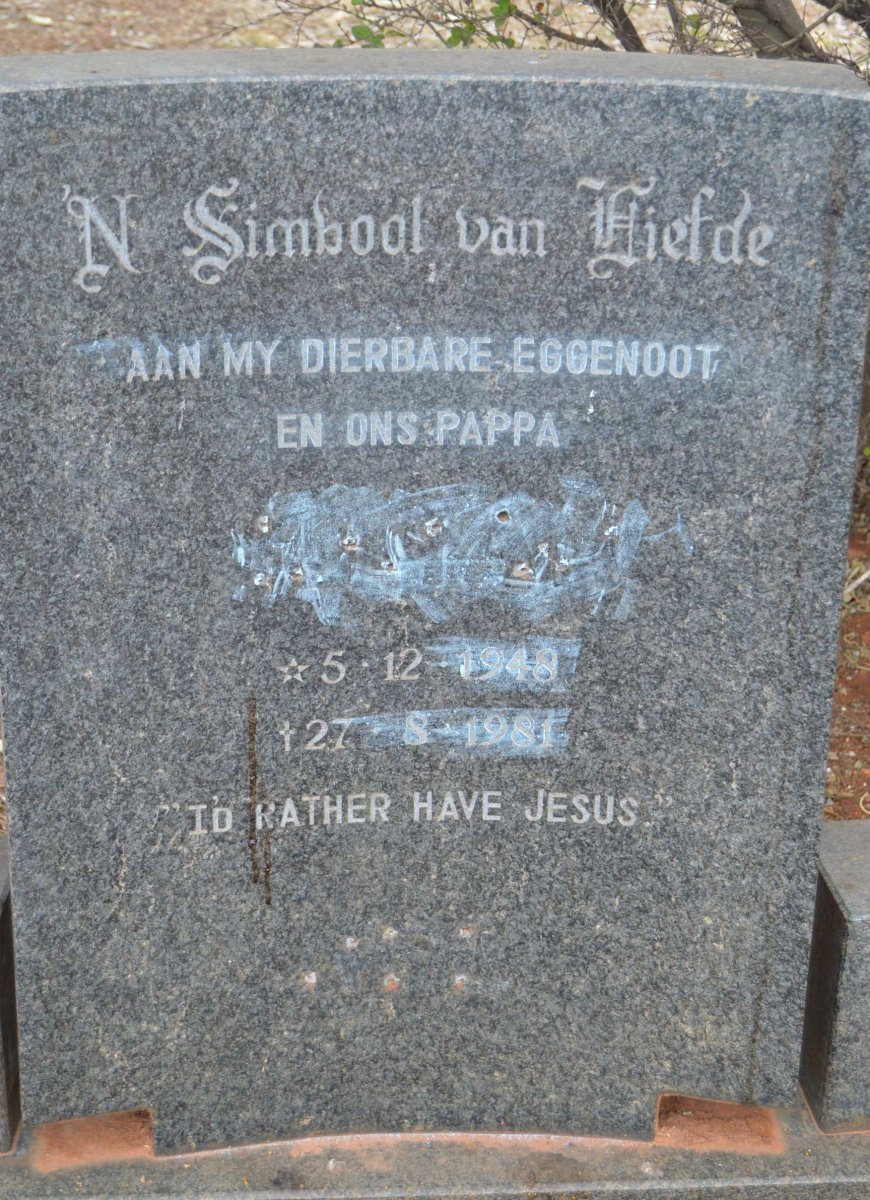 'N Simbool van Liefde
AAN MY DIERBARE EGGENOOT
EN ONS PAPPA
☆ 5 · 12 · 1948
† 27 · 8 · 1981
"I'D RATHER HAVE JESUS."